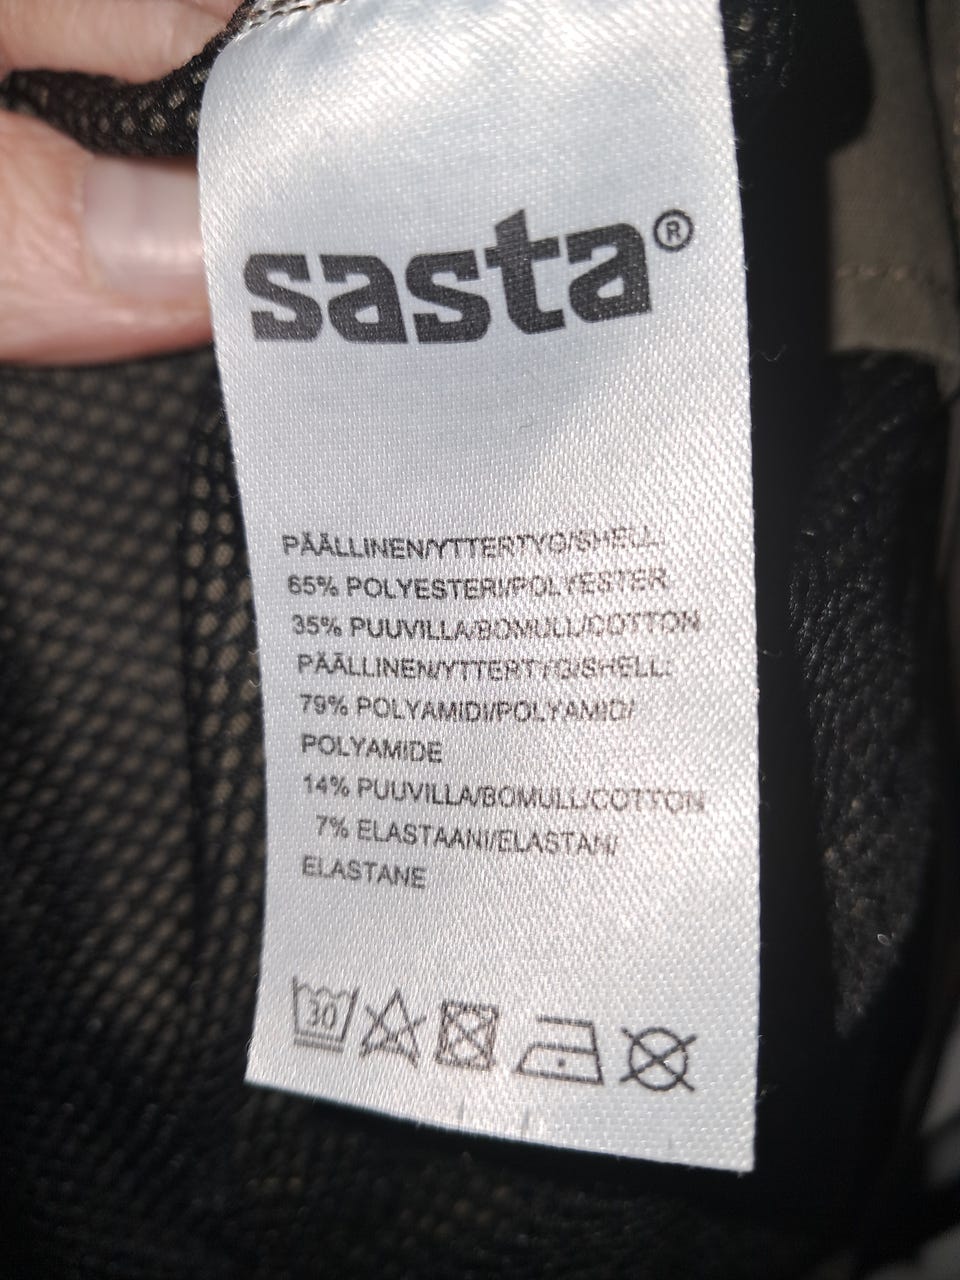 sasta®
PÄÄLLINEN/YTTERTYG/SHELL:
65% POLYESTERI/POLYESTER
35% PUUVILLA/BOMULL/COTTON
PÄÄLLINEN/YTTERTYG/SHELL:
79% POLYAMIDI/POLYAMID/
POLYAMIDE
14% PUUVILLA/BOMULL/COTTON
7% ELASTAANI/ELASTAN/
ELASTANE
30